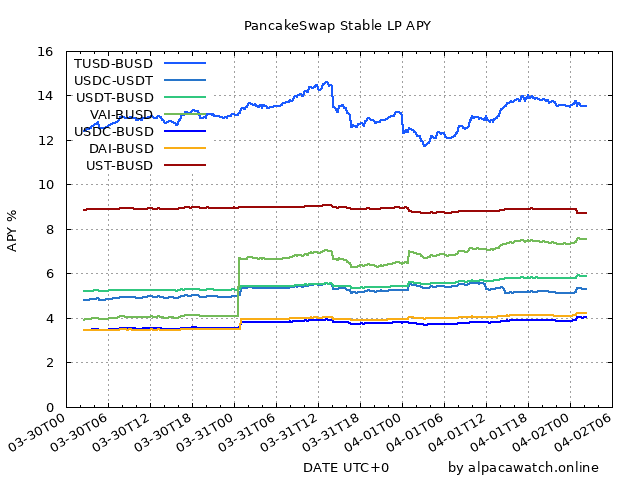 PancakeSwap Stable LP APY
16
14
12
10
8
6
4
2
0
APY %
TUSD-BUSD
USDC-USDT
USDT-BUSD
VAI-BUSD
USDC-BUSD
DAI-BUSD
UST-BUSD
03-30T00
03-30T06
03-30T12
03-30T18
03-31T00
03-31T06
03-31T12
03-31T18
04-01T00
04-01T06
04-01T12
04-01T18
04-02T00
04-02T06
DATE UTC+0
by alpacawatch.online